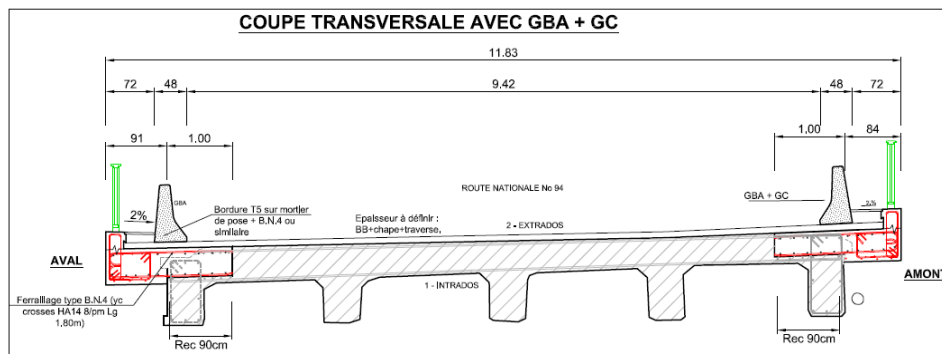 COUPE TRANSVERSALE AVEC GBA + GC
11.83
72
48
9.42
48
72
91
1.00
1.00
84
ROUTE NATIONALE No 94
GBA
GBA + GC
2%
2%
Bordure T5 sur mortier
de pose + B.N.4 ou
similaire
Epaisseur à définir :
BB+chape+traverse,
2 - EXTRADOS
AVAL
AMONT
1 - INTRADOS
Ferraillage type B.N.4 (yc
crosses HA14 8/pm Lg
1,80m)
Rec 90cm
Rec 90cm